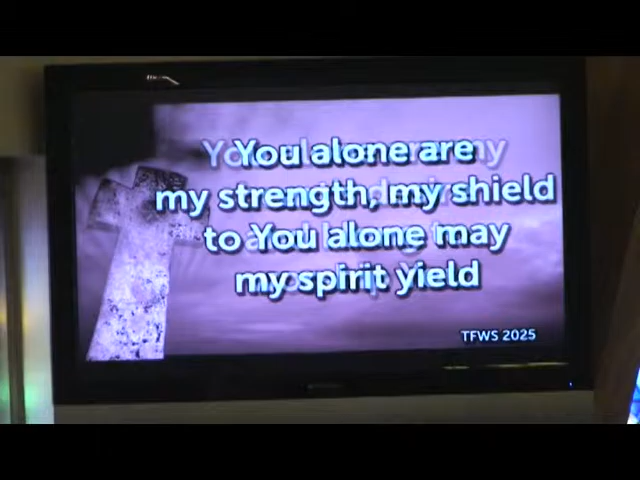 You alone are
my strength, my shield
to You alone may
my spirit yield
TFWS 2025